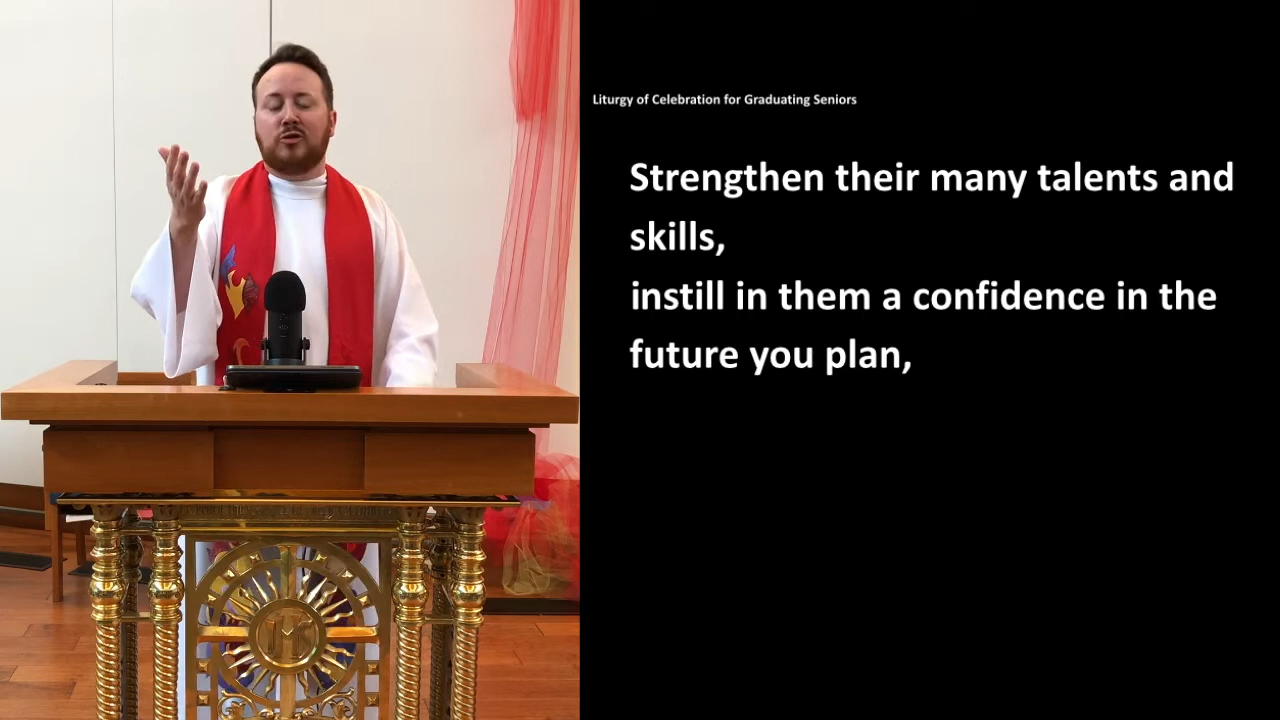 Liturgy of Celebration for Graduating Seniors
Strengthen their many talents and
skills,
instill in them a confidence in the
future you plan,
IHS